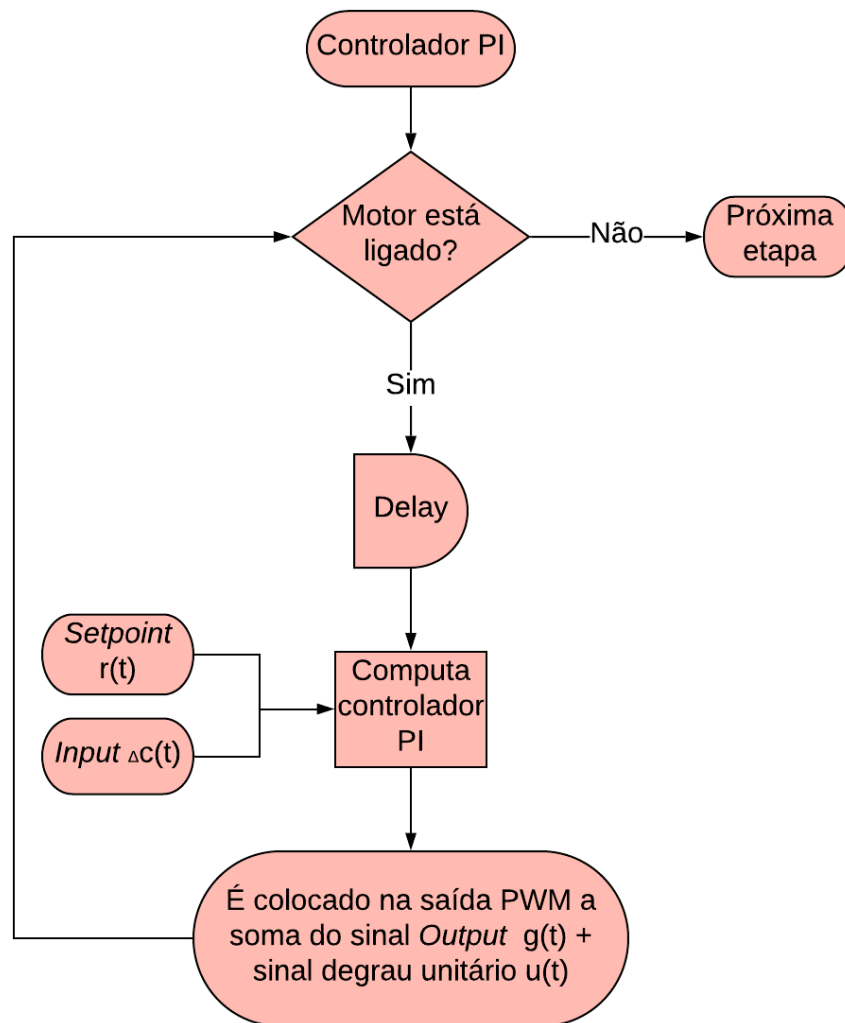 Controlador PI
Motor está
ligado?
Não
Próxima
etapa
Sim
Delay
Setpoint
r(t)
Input Δc(t)
Computa
controlador
PI
É colocado na saída PWM a
soma do sinal Output g(t) +
sinal degrau unitário u(t)